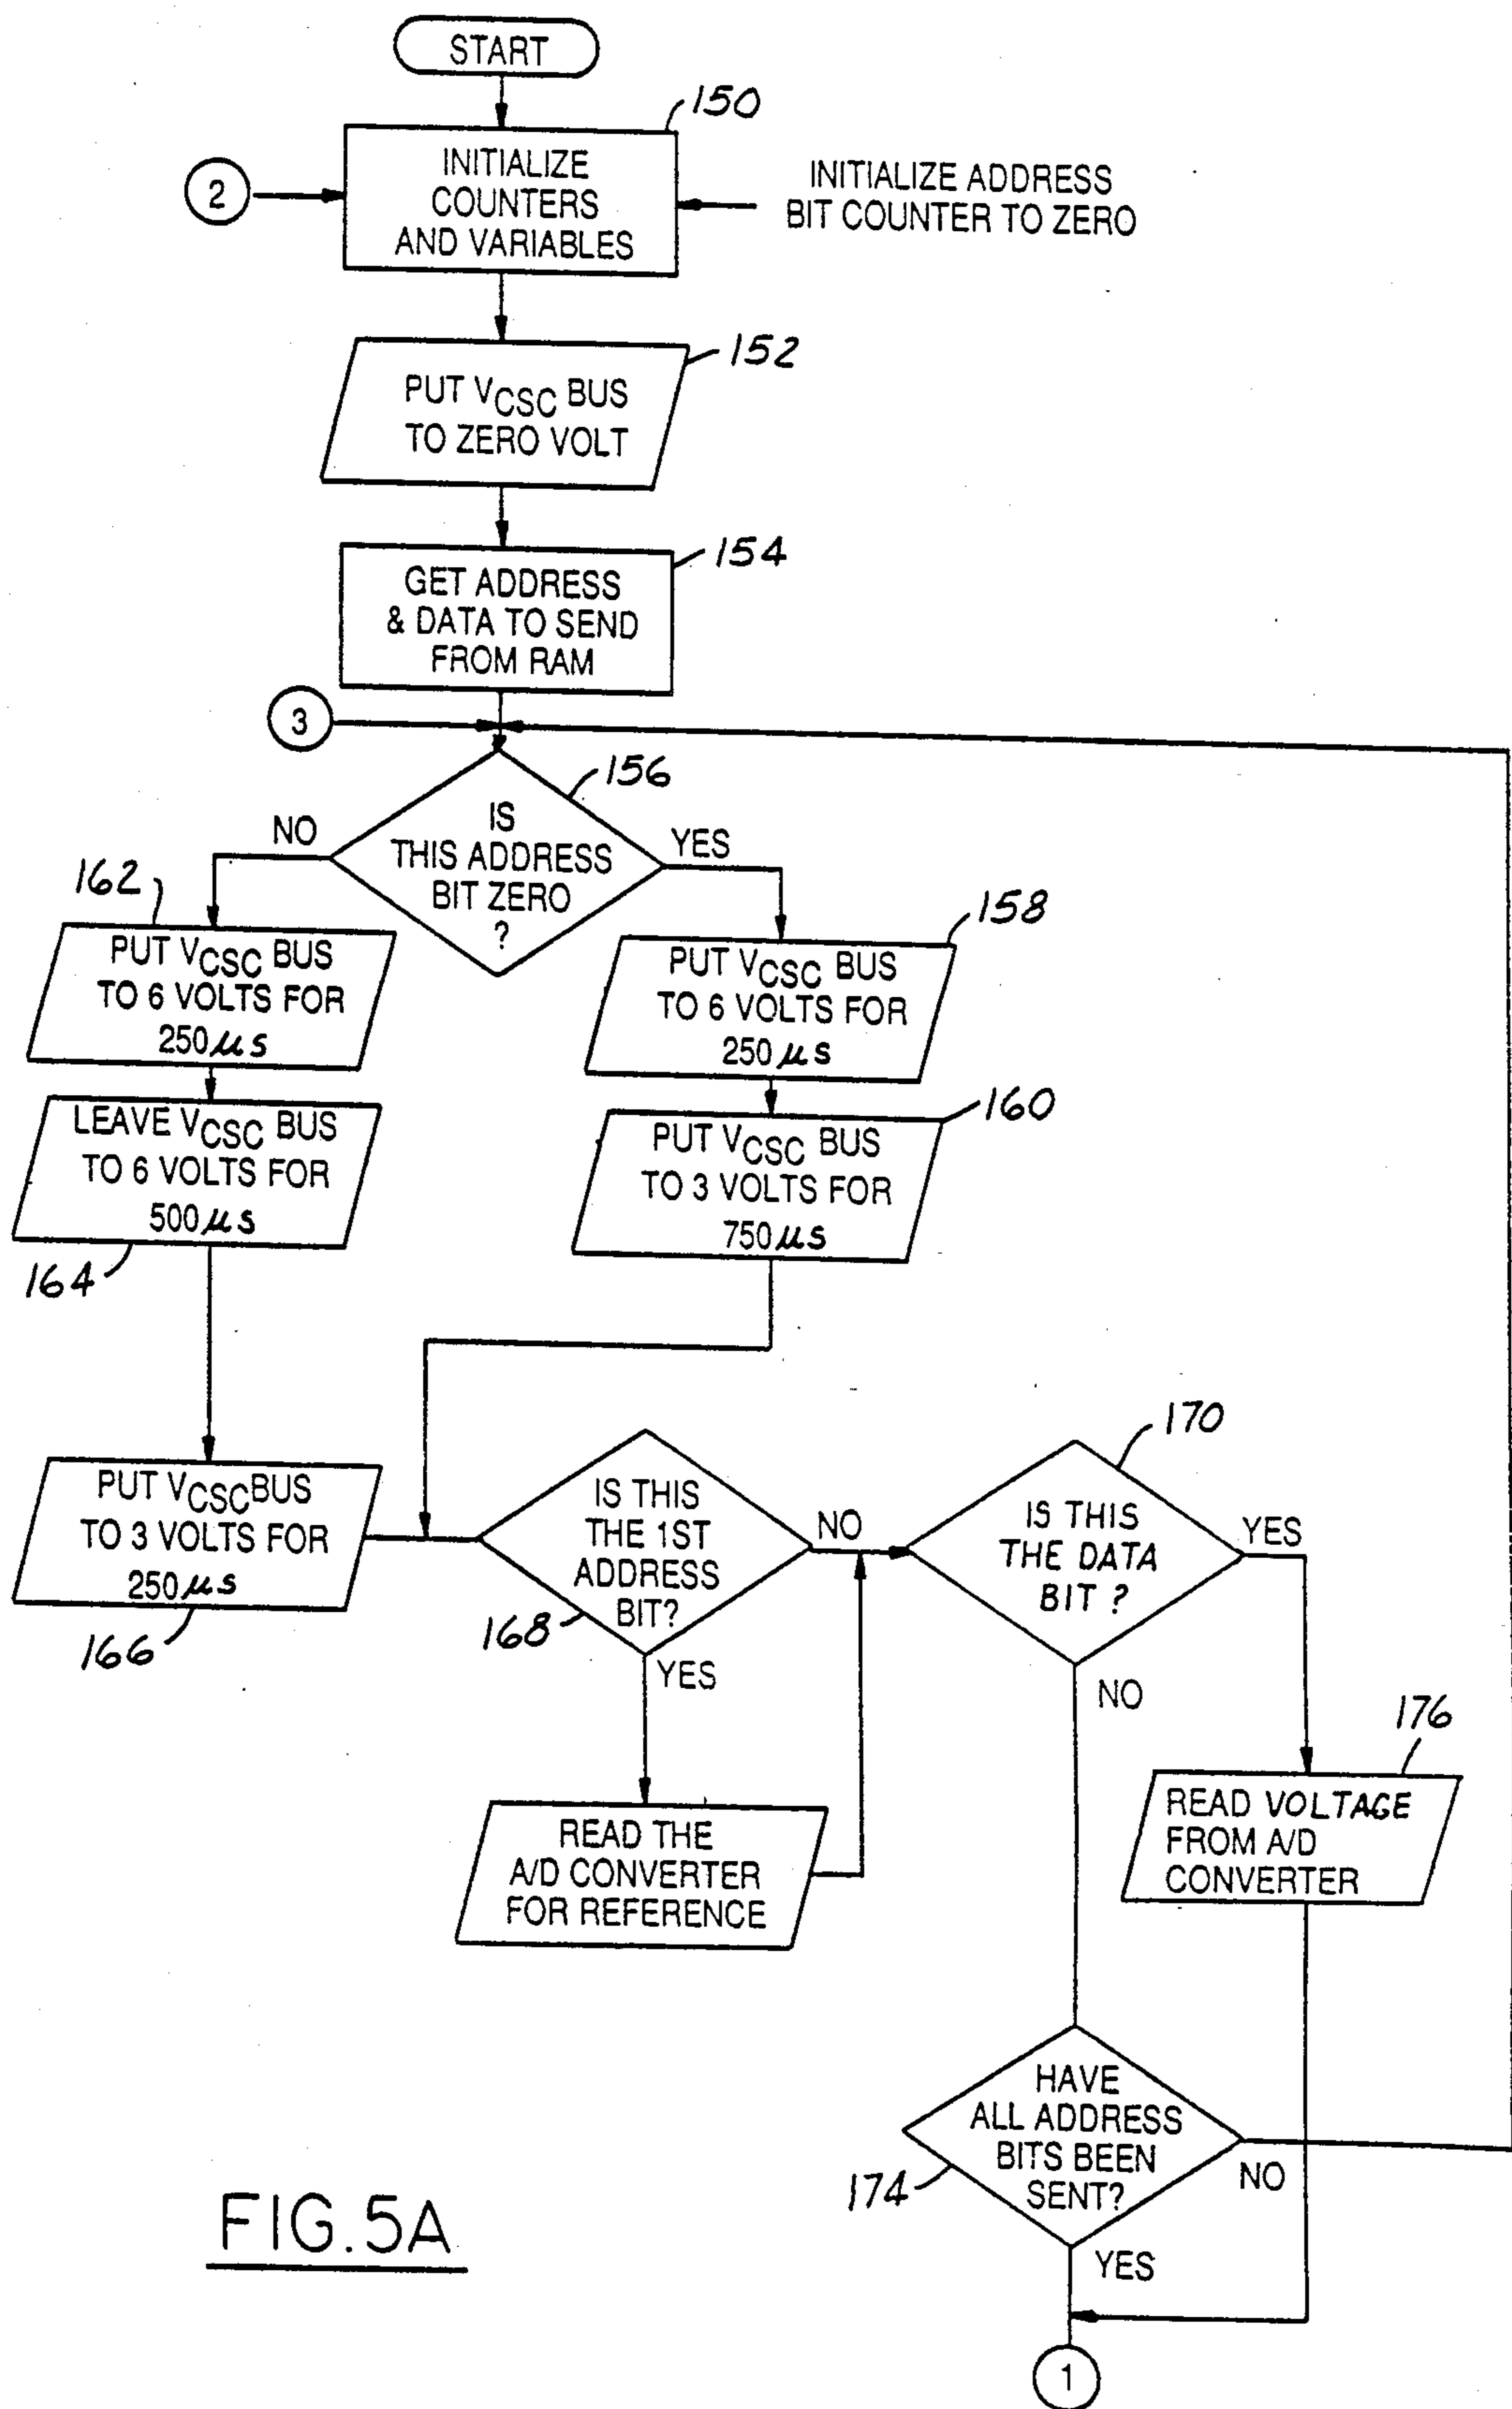 START
150
INITIALIZE
COUNTERS
AND VARIABLES
2
INITIALIZE ADDRESS
BIT COUNTER TO ZERO
152
PUT VCSC BUS
TO ZERO VOLT
154
GET ADDRESS
& DATA TO SEND
FROM RAM
3
156
IS
THIS ADDRESS
BIT ZERO
?
NO
YES
162
PUT VCSC BUS
TO 6 VOLTS FOR
250μs
158
PUT VCSC BUS
TO 6 VOLTS FOR
250μs
LEAVE VCSC BUS
TO 6 VOLTS FOR
500μs
164
160
PUT VCSC BUS
TO 3 VOLTS FOR
750μs
PUT VCSC BUS
TO 3 VOLTS FOR
250μs
166
IS THIS
THE 1ST
ADDRESS
BIT?
168
NO
YES
170
IS THIS
THE DATA
BIT ?
YES
NO
READ THE
A/D CONVERTER
FOR REFERENCE
176
READ VOLTAGE
FROM A/D
CONVERTER
HAVE
ALL ADDRESS
BITS BEEN
SENT?
174
NO
YES
1
FIG.5A